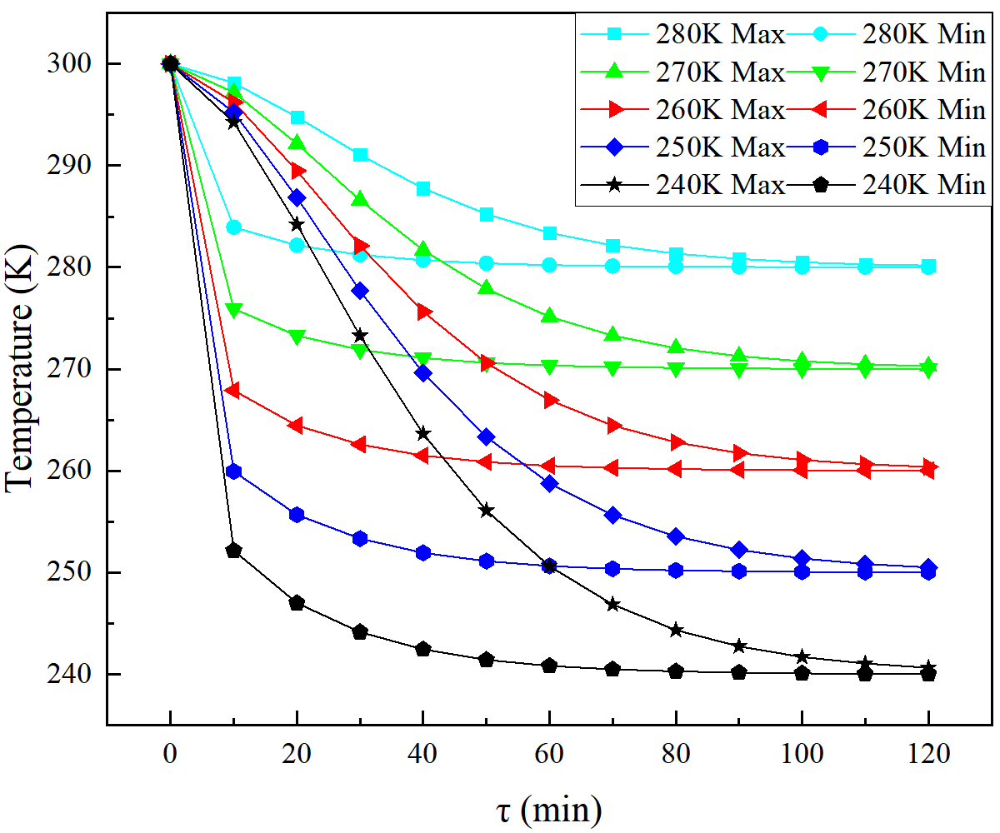 280K Max 280K Min
270K Max 270K Min
260K Max 260K Min
250K Max 250K Min
240K Max 240K Min
Temperature (K)
300
290
280
270
260
250
240
0 20 40 60 80 100 120
τ (min)